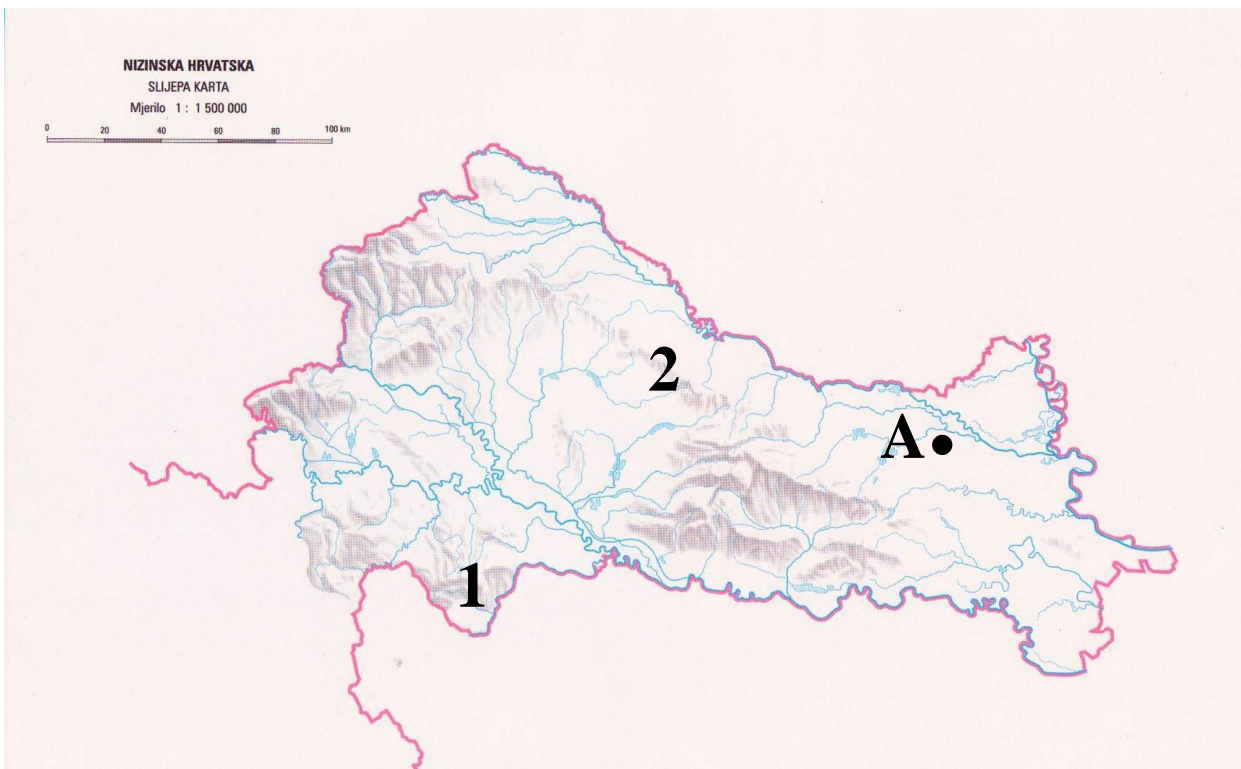 NIZINSKA HRVATSKA
SLIJEPA KARTA
Mjerilo 1 : 1 500 000
0 20 40 60 80 100 km
2
A
1